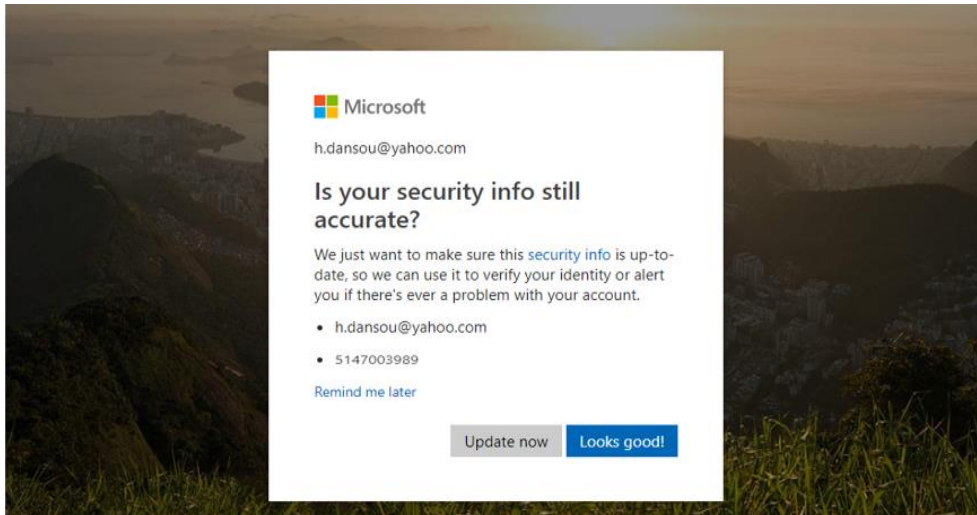 Microsoft
h.dansou@yahoo.com
Is your security info still
accurate?
We just want to make sure this security info is up-to-
date, so we can use it to verify your identity or alert
you if there's ever a problem with your account.
• h.dansou@yahoo.com
• 5147003989
Remind me later
Update now Looks good!